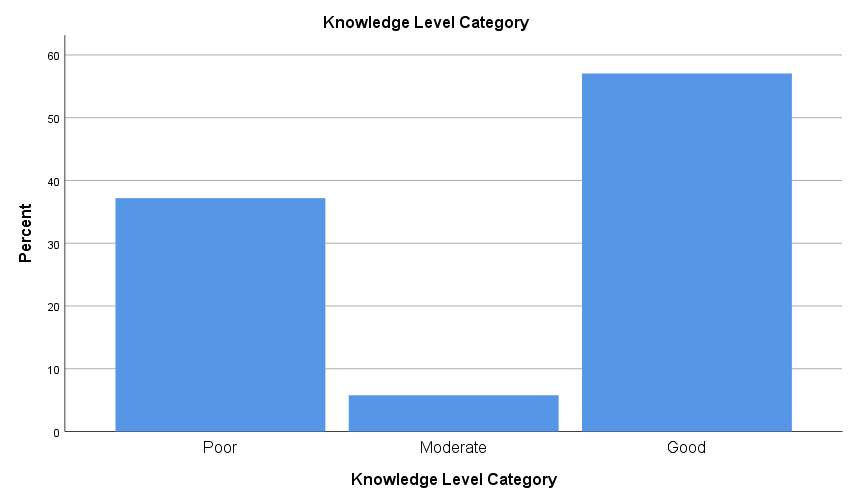 Knowledge Level Category
Percent
60
50
40
30
20
10
0
Poor Moderate Good
Knowledge Level Category